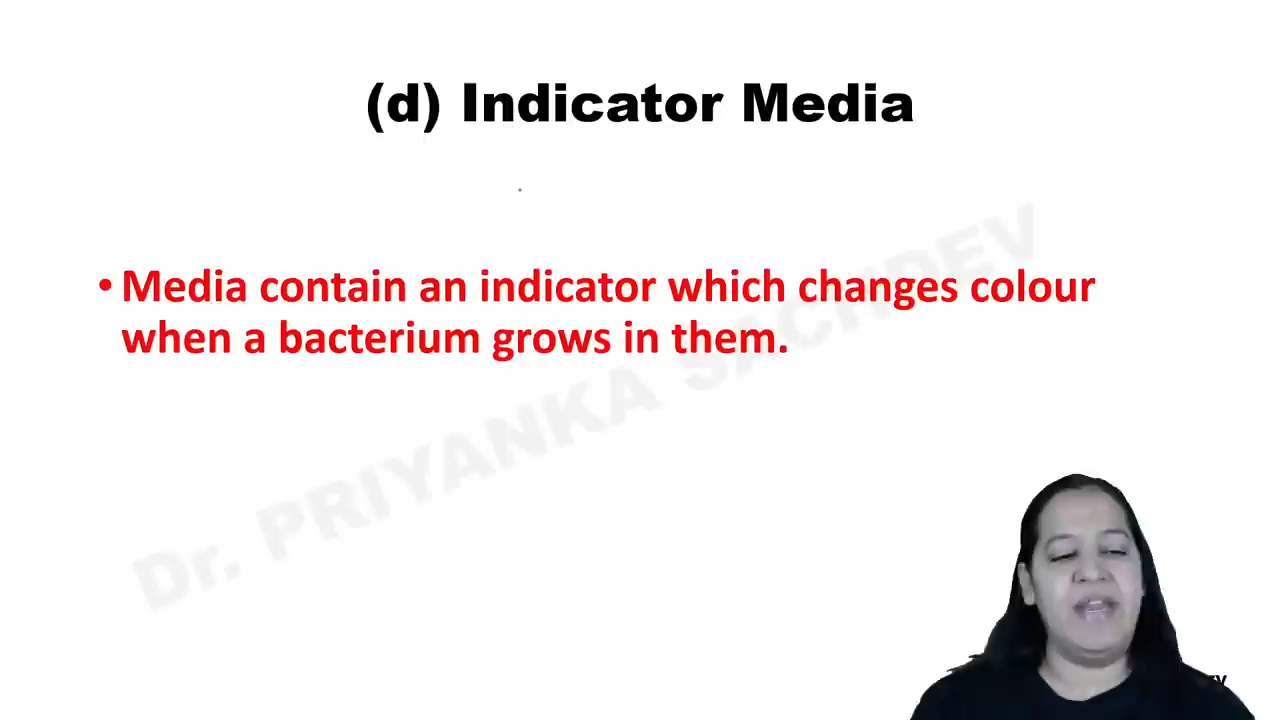 (d) Indicator Media
• Media contain an indicator which changes colour
when a bacterium grows in them.
Dr. PRIYANKA SACHDEV